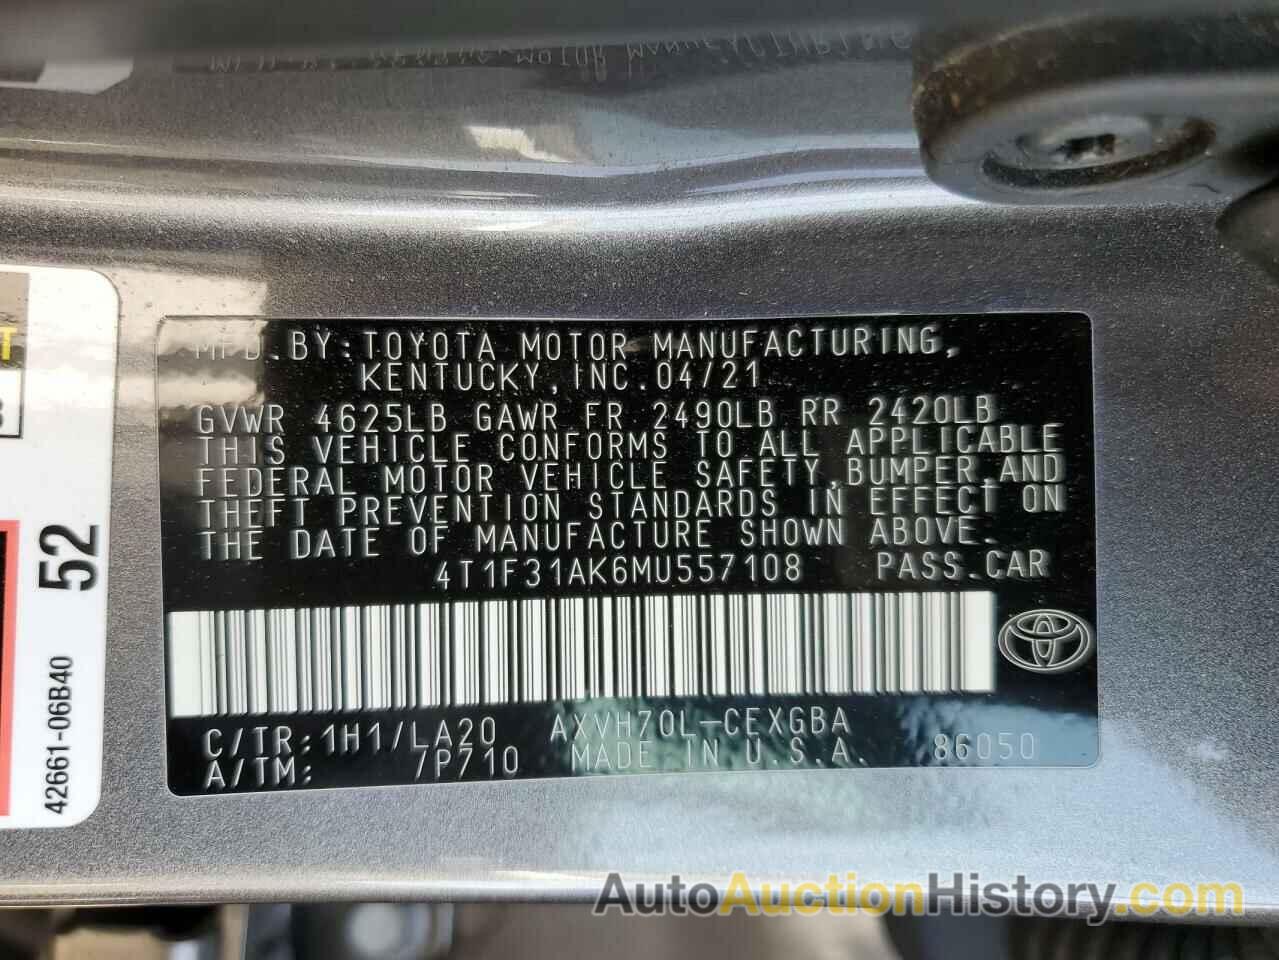 MFD.BY:TOYOTA MOTOR MANUFACTURING,
KENTUCKY,INC.04/21
GVWR 4625LB GAWR FR 2490LB RR 2420LB
THIS VEHICLE CONFORMS TO ALL APPLICABLE
FEDERAL MOTOR VEHICLE SAFETY,BUMPER,AND
THEFT PREVENTION STANDARDS IN EFFECT ON
THE DATE OF MANUFACTURE SHOWN ABOVE.
4T1F31AK6MU557108 PASS.CAR
C/TR:1H1/LA20 AXVH70L-CEXGBA
A/TM: /P710 MADE IN U.S.A. 86050
52
42661-06B40
AutoAuctionHistory.com